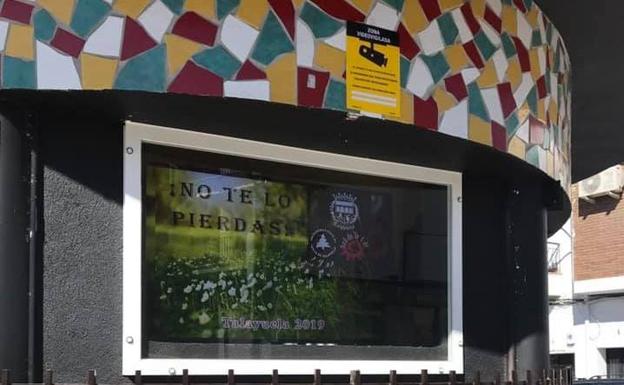 ZONA
VIDEOVIGILADA
¡NO TE LO
PIERDAS!
Talayuela 2019